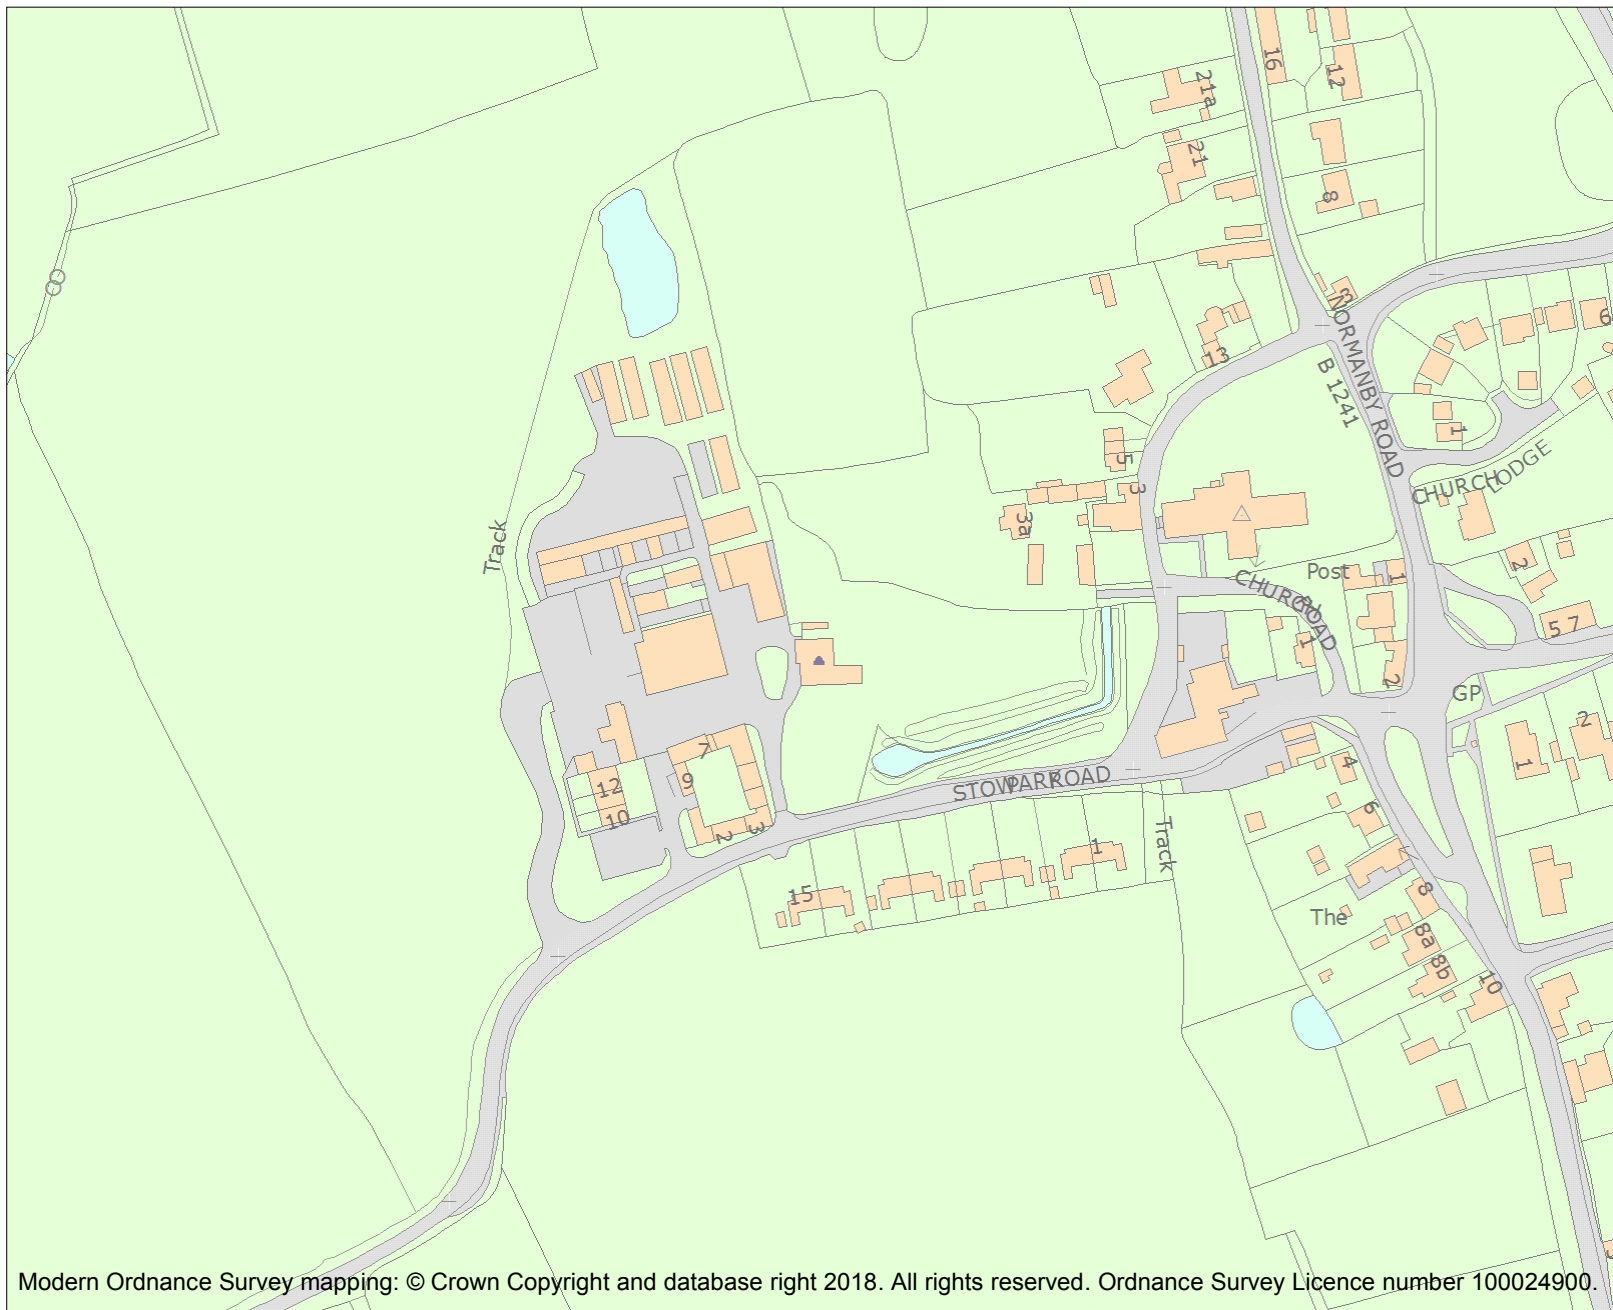 16
12
21a
21
8
3
NORMANBY ROAD
B 1241
13
6
1
5
3
3a
CHURCH
LODGE
Track
Post
1
2
CHURCH
ROAD
1
5 7
2
GP
2
1
7
9
12
10
2
3
STOW PARK ROAD
4
6
1
Track
15
8
The
8a
8b
10
Modern Ordnance Survey mapping: © Crown Copyright and database right 2018. All rights reserved. Ordnance Survey Licence number 100024900.